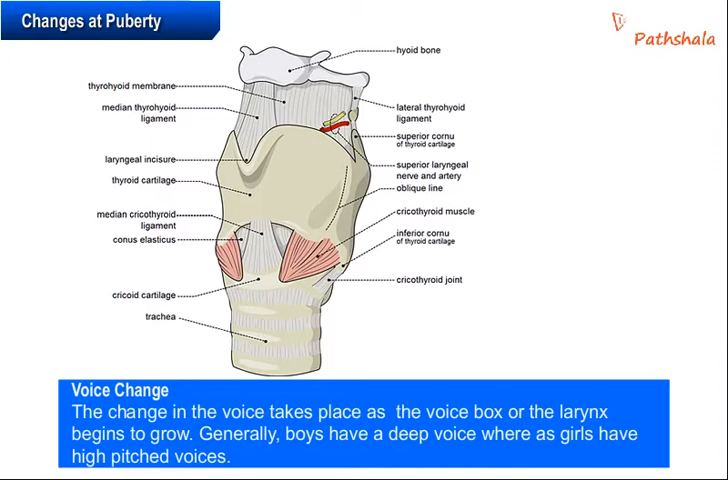 Changes at Puberty
Pathshala
hyoid bone
thyrohyoid membrane
median thyrohyoid
ligament
lateral thyrohyoid
ligament
superior cornu
of thyroid cartilage
laryngeal incisure
superior laryngeal
nerve and artery
thyroid cartilage
oblique line
median cricothyroid
ligament
cricothyroid muscle
conus elasticus
inferior cornu
of thyroid cartilage
cricothyroid joint
cricoid cartilage
trachea
Voice Change
The change in the voice takes place as the voice box or the larynx
begins to grow. Generally, boys have a deep voice where as girls have
high pitched voices.